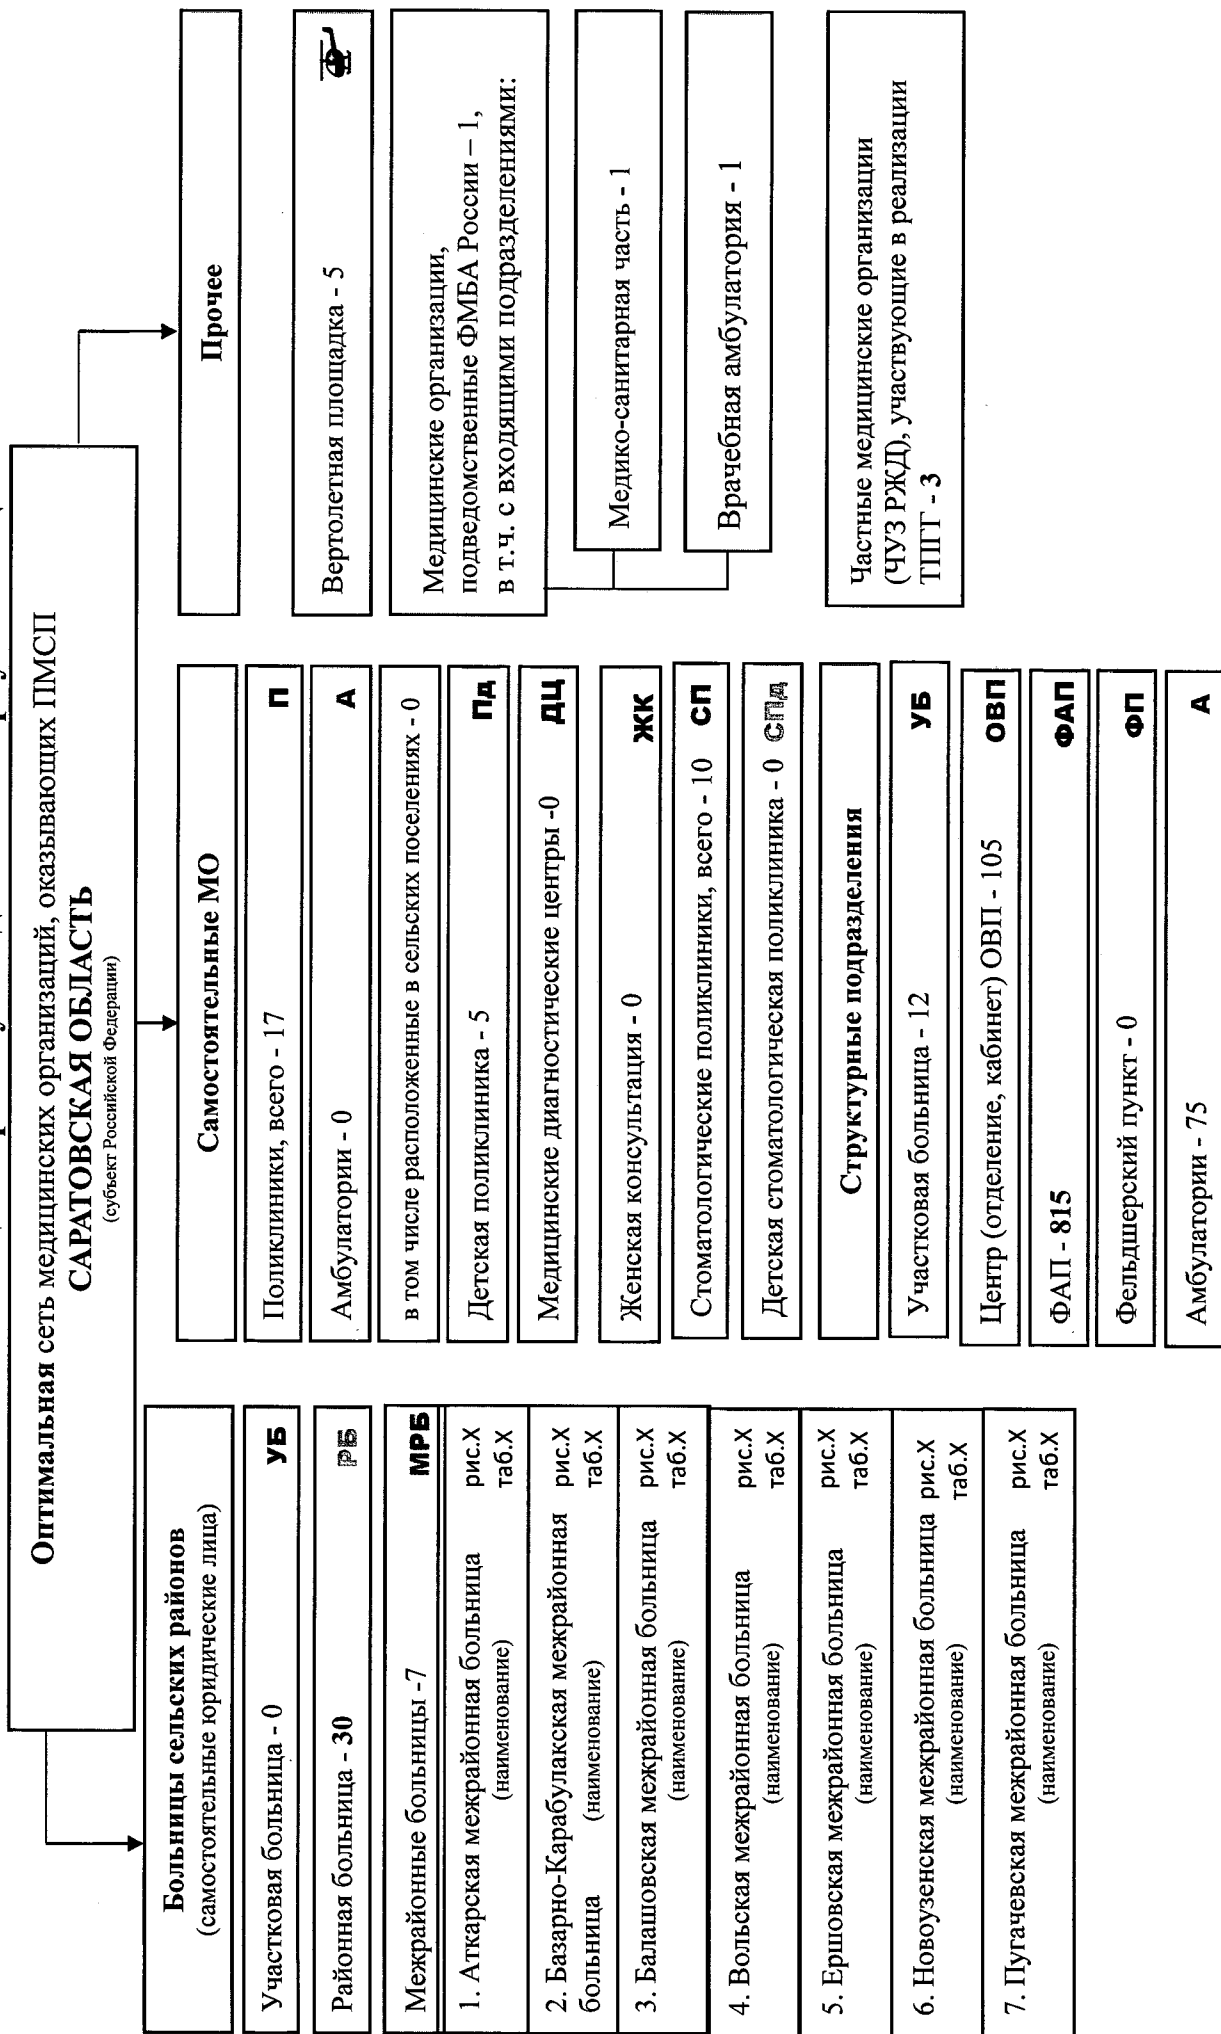 Оптимальная сеть медицинских организаций, оказывающих ПМСП
САРАТОВСКАЯ ОБЛАСТЬ
(субъект Российской Федерации)
Больницы сельских районов
(самостоятельные юридические лица)
Участковая больница - 0 УБ
Районная больница - 30 РБ
Межрайонные больницы -7 МРБ
1. Аткарская межрайонная больница рис.X
(наименование) таб.X
2. Базарно-Карабулакская межрайонная рис.X
больница (наименование) таб.X
3. Балашовская межрайонная больница рис.X
(наименование) таб.X
4. Вольская межрайонная больница рис.X
(наименование) таб.X
5. Ершовская межрайонная больница рис.X
(наименование) таб.X
6. Новоузенская межрайонная больница рис.X
(наименование) таб.X
7. Пугачевская межрайонная больница рис.X
(наименование) таб.X
Самостоятельные МО
Поликлиники, всего - 17 П
Амбулатории - 0 А
в том числе расположенные в сельских поселениях - 0
Детская поликлиника - 5 Пд
Медицинские диагностические центры -0 ДЦ
Женская консультация - 0 ЖК
Стоматологические поликлиники, всего - 10 СП
Детская стоматологическая поликлиника - 0 СПд
Структурные подразделения
Участковая больница - 12 УБ
Центр (отделение, кабинет) ОВП - 105 ОВП
ФАП - 815 ФАП
Фельдшерский пункт - 0 ФП
Амбулатории - 75 А
Прочее
Вертолетная площадка - 5
Медицинские организации,
подведомственные ФМБА России – 1,
в т.ч. с входящими подразделениями:
Медико-санитарная часть - 1
Врачебная амбулатория - 1
Частные медицинские организации
(ЧУЗ РЖД), участвующие в реализации
ТПГГ - 3